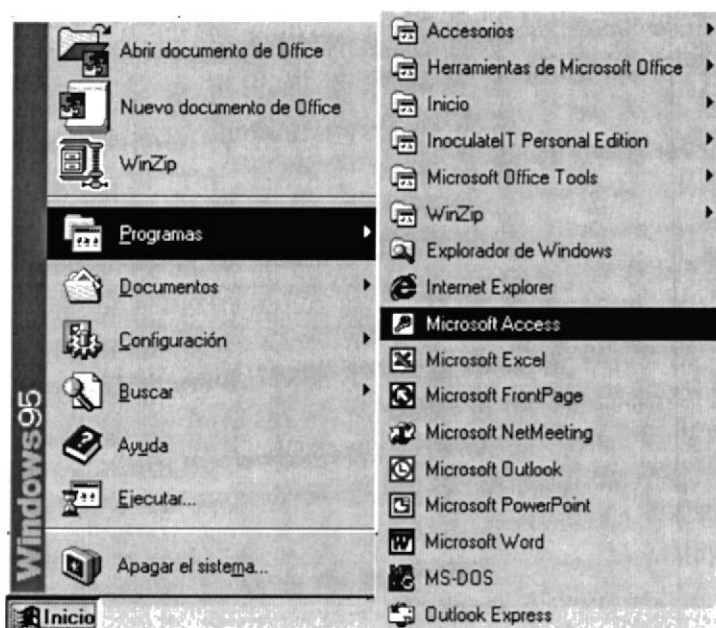 Abrir documento de Office
Nuevo documento de Office
WinZip
Programas
Documentos
Configuración
Buscar
Ayuda
Ejecutar...
Apagar el sistema...
Windows95
Inicio
Accesorios
Herramientas de Microsoft Office
Inicio
InoculateIT Personal Edition
Microsoft Office Tools
WinZip
Explorador de Windows
Internet Explorer
Microsoft Access
Microsoft Excel
Microsoft FrontPage
Microsoft NetMeeting
Microsoft Outlook
Microsoft PowerPoint
Microsoft Word
MS-DOS
Outlook Express